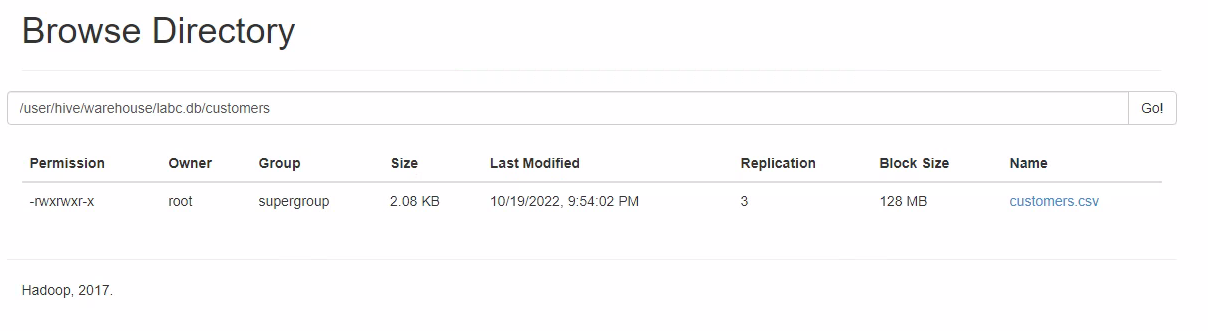 Browse Directory
/user/hive/warehouse/labc.db/customers Go!
Permission Owner Group Size Last Modified Replication Block Size Name
-rwxrwxr-x root supergroup 2.08 KB 10/19/2022, 9:54:02 PM 3 128 MB customers.csv
Hadoop, 2017.